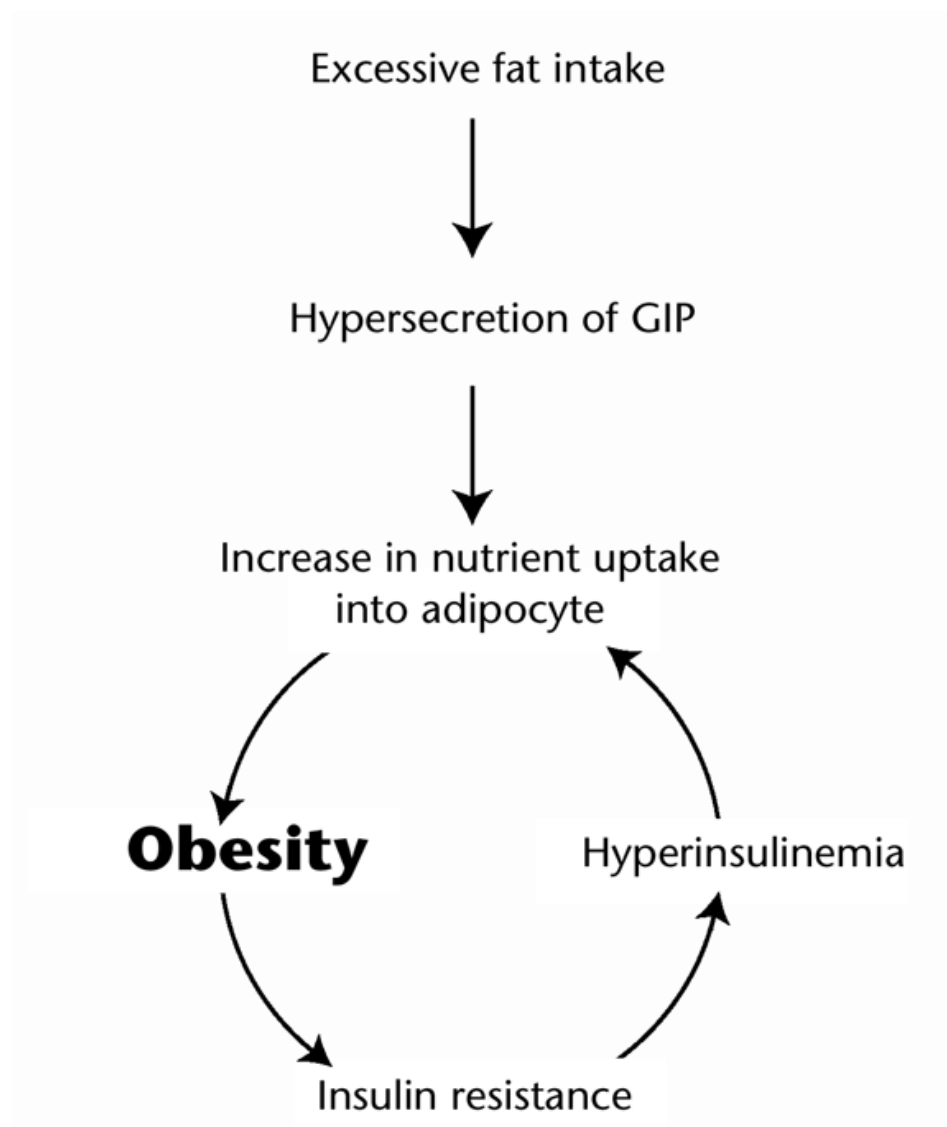 Excessive fat intake
Hypersecretion of GIP
Increase in nutrient uptake
into adipocyte
Obesity
Hyperinsulinemia
Insulin resistance